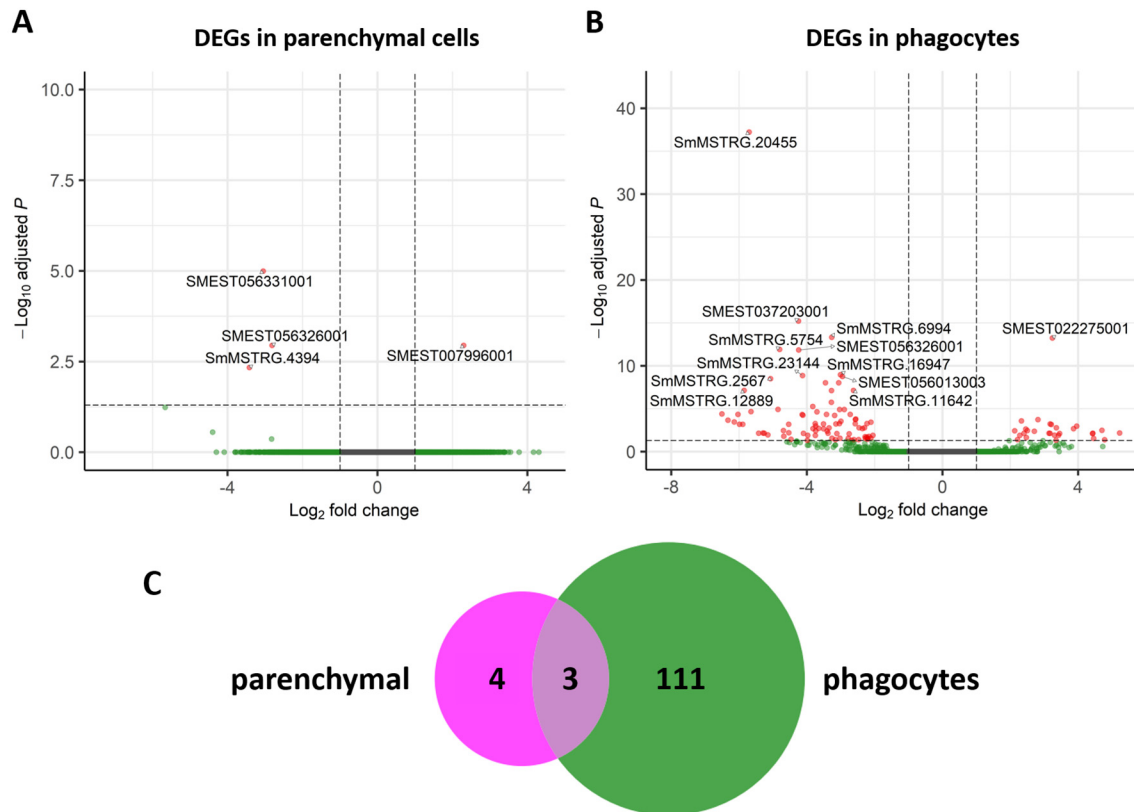 A
DEGs in parenchymal cells
10.0
7.5
5.0
2.5
0.0
−Log10 adjusted P
SMEST056331001
SMEST056326001
SmMSTRG.4394
SMEST007996001
-4
0
4
Log2 fold change
B
DEGs in phagocytes
40
30
20
10
0
−Log10 adjusted P
SmMSTRG.20455
SMEST037203001
SmMSTRG.6994
SMEST022275001
SmMSTRG.5754
SMEST056326001
SmMSTRG.23144
SmMSTRG.16947
SmMSTRG.2567
SMEST056013003
SmMSTRG.12889
SmMSTRG.11642
-8
-4
0
4
Log2 fold change
C
parenchymal
4
3
111
phagocytes